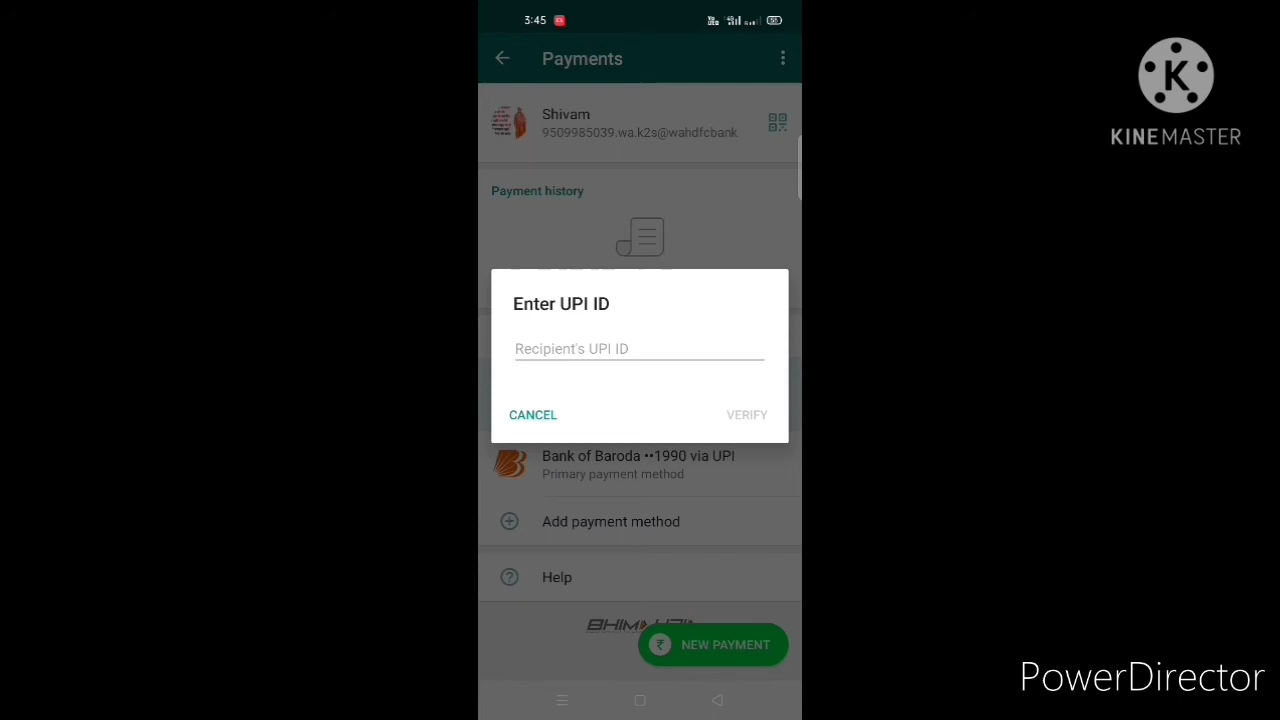 3:45
Payments
KINEMASTER
Shivam
9509985039.wa.k2s@wahdfcbank
Payment history
Enter UPI ID
Recipient's UPI ID
CANCEL
VERIFY
Bank of Baroda ••1990 via UPI
Primary payment method
Add payment method
Help
NEW PAYMENT
PowerDirector